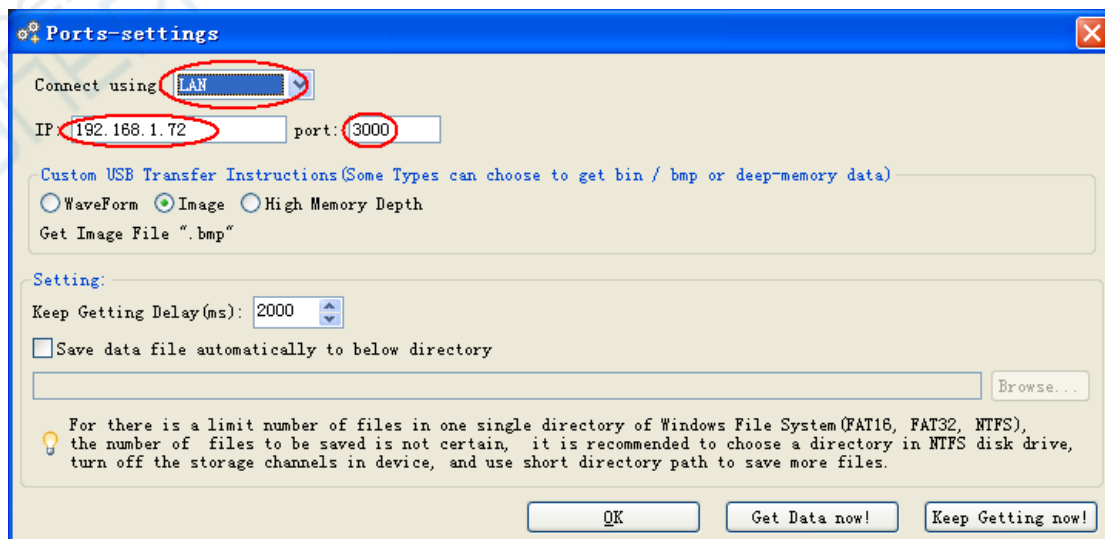 Ports-settings
Connect using LAN
IP: 192.168.1.72 port: 3000
Custom USB Transfer Instructions(Some Types can choose to get bin / bmp or deep-memory data)
WaveForm Image High Memory Depth
Get Image File ".bmp"
Setting:
Keep Getting Delay(ms): 2000
Save data file automatically to below directory
Browse...
For there is a limit number of files in one single directory of Windows File System(FAT16, FAT32, NTFS),
the number of files to be saved is not certain, it is recommended to choose a directory in NTFS disk drive,
turn off the storage channels in device, and use short directory path to save more files.
OK Get Data now! Keep Getting now!